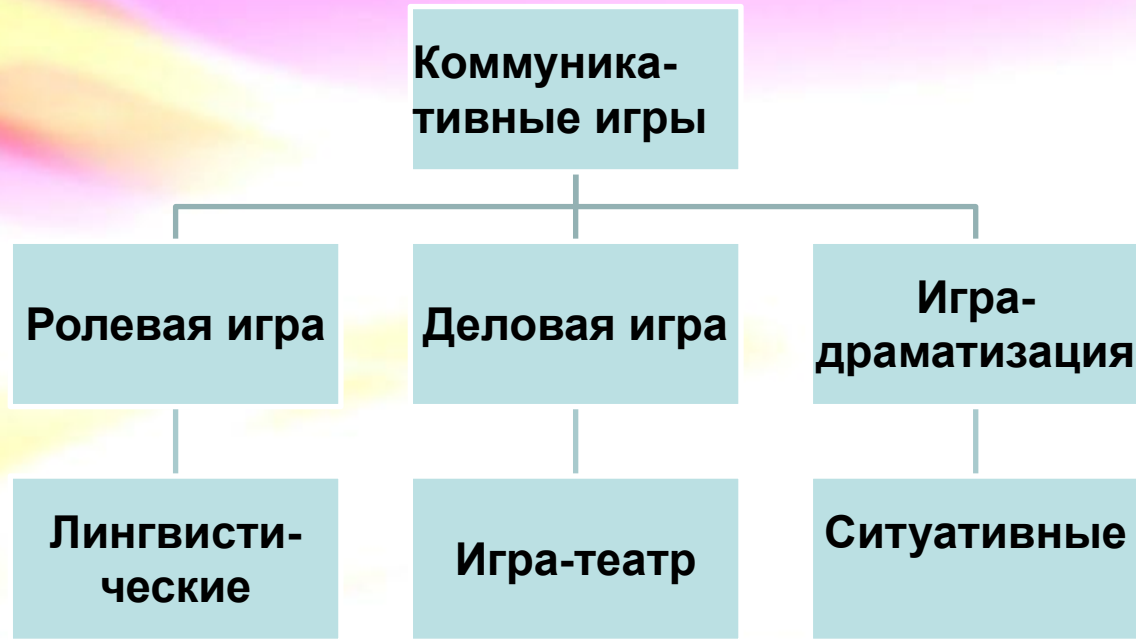 Коммуника-
тивные игры
Ролевая игра
Деловая игра
Игра-
драматизация
Лингвисти-
ческие
Игра-театр
Ситуативные